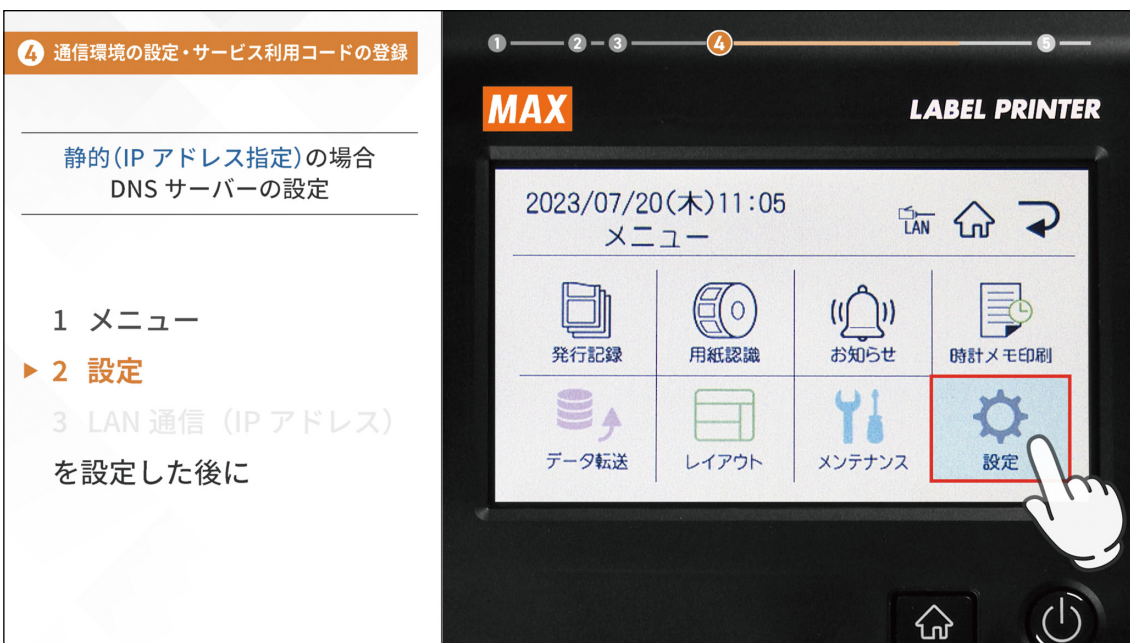 4 通信環境の設定・サービス利用コードの登録
静的(IP アドレス指定)の場合
DNS サーバーの設定
1 メニュー
▶ 2 設定
3 LAN 通信(IP アドレス)
を設定した後に
1 2 3 4 5
MAX
LABEL PRINTER
2023/07/20(木)11:05
LAN
メニュー
発行記録
用紙認識
お知らせ
時計メモ印刷
データ転送
レイアウト
メンテナンス
設定